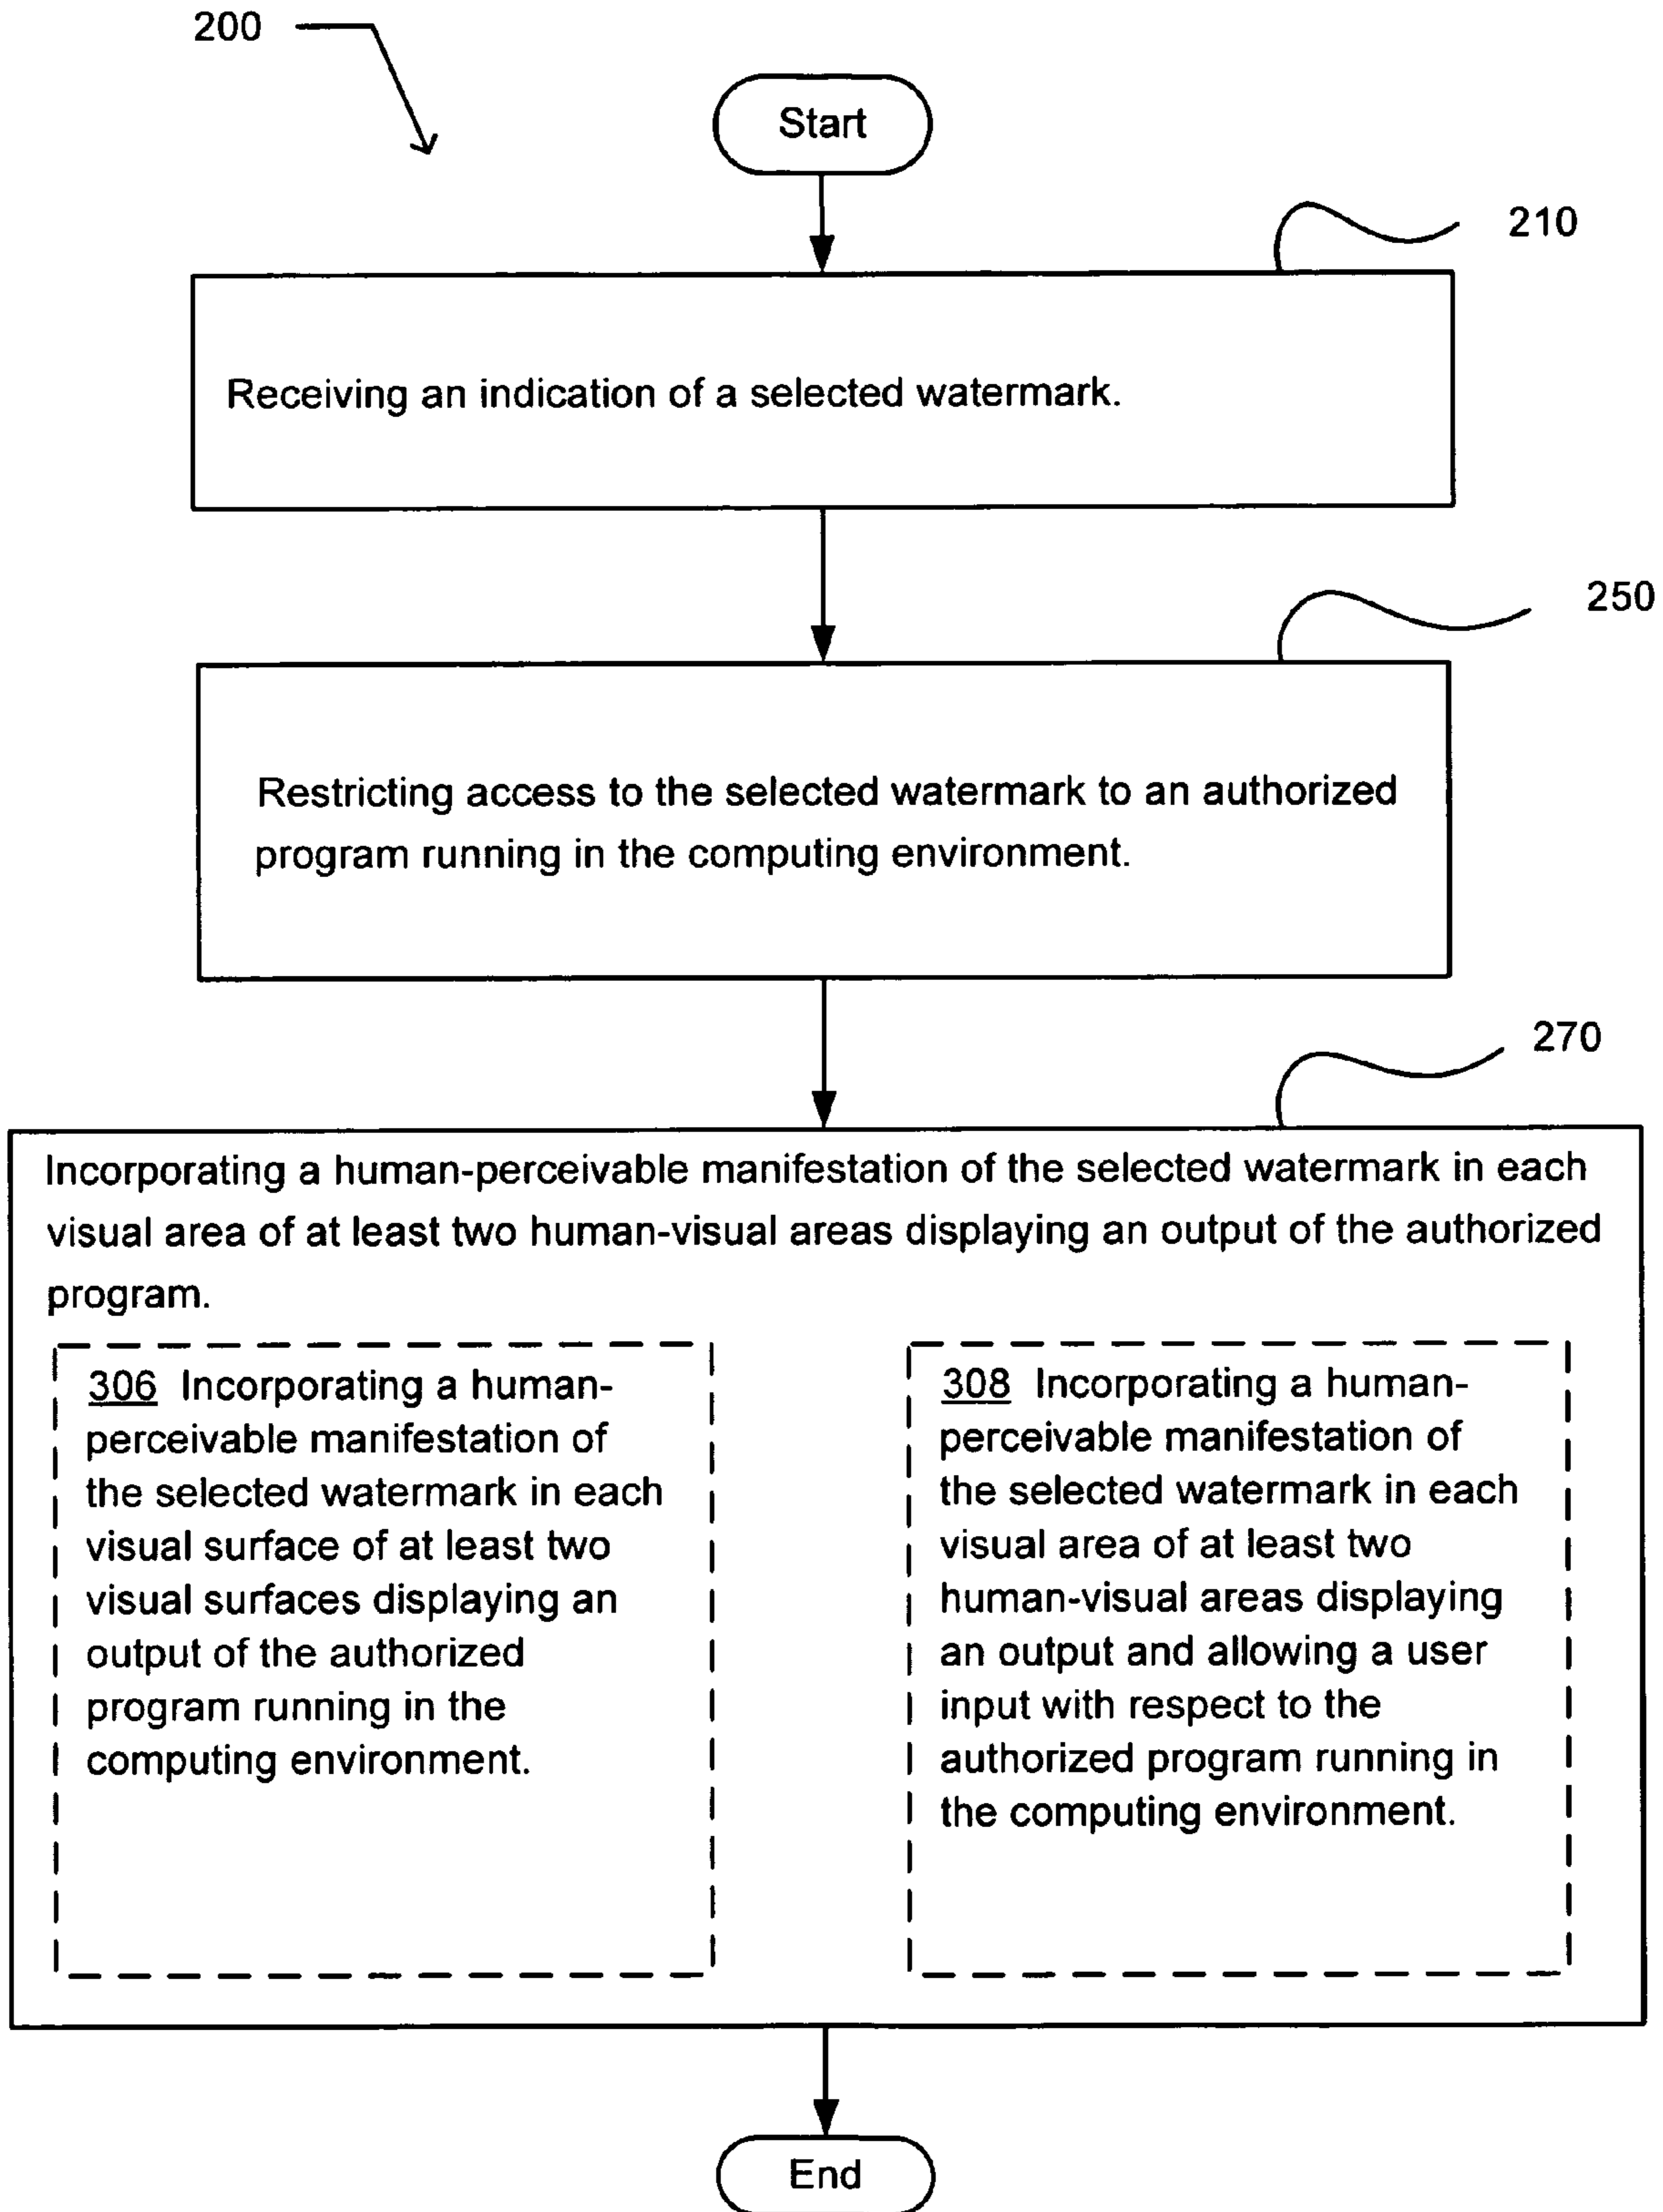 200
Start
210
Receiving an indication of a selected watermark.
250
Restricting access to the selected watermark to an authorized
program running in the computing environment.
270
Incorporating a human-perceivable manifestation of the selected watermark in each
visual area of at least two human-visual areas displaying an output of the authorized
program.
306 Incorporating a human-
perceivable manifestation of
the selected watermark in each
visual surface of at least two
visual surfaces displaying an
output of the authorized
program running in the
computing environment.
308 Incorporating a human-
perceivable manifestation of
the selected watermark in each
visual area of at least two
human-visual areas displaying
an output and allowing a user
input with respect to the
authorized program running in
the computing environment.
End